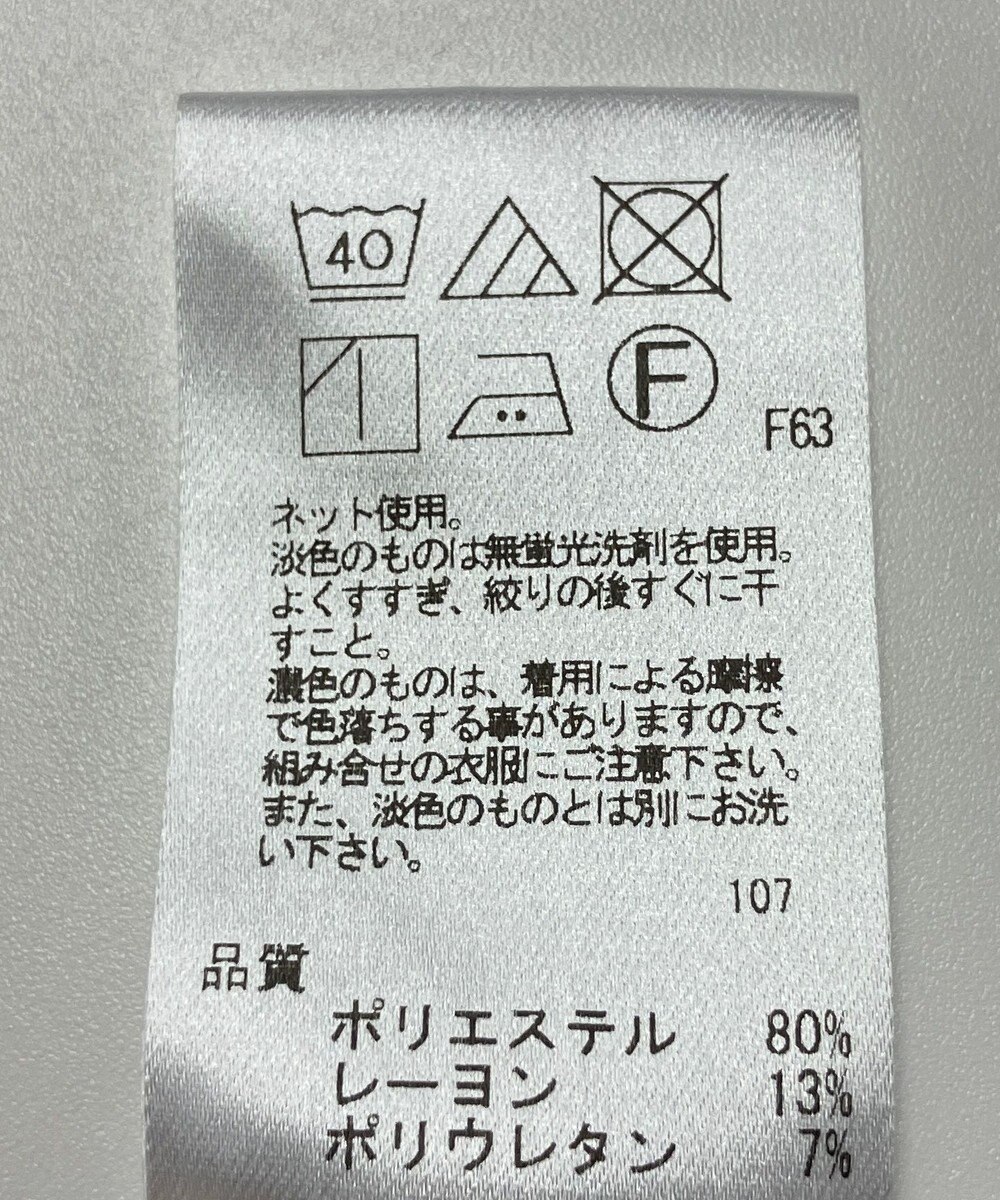 40
F
F63
ネット使用。
淡色のものは無蛍光洗剤を使用。
よくすすぎ、絞りの後すぐに干
すこと。
濃色のものは、着用による摩擦
で色落ちする事がありますので、
組み合せの衣服にご注意下さい。
また、淡色のものとは別にお洗
い下さい。
107
品質
ポリエステル 80%
レーヨン 13%
ポリウレタン 7%